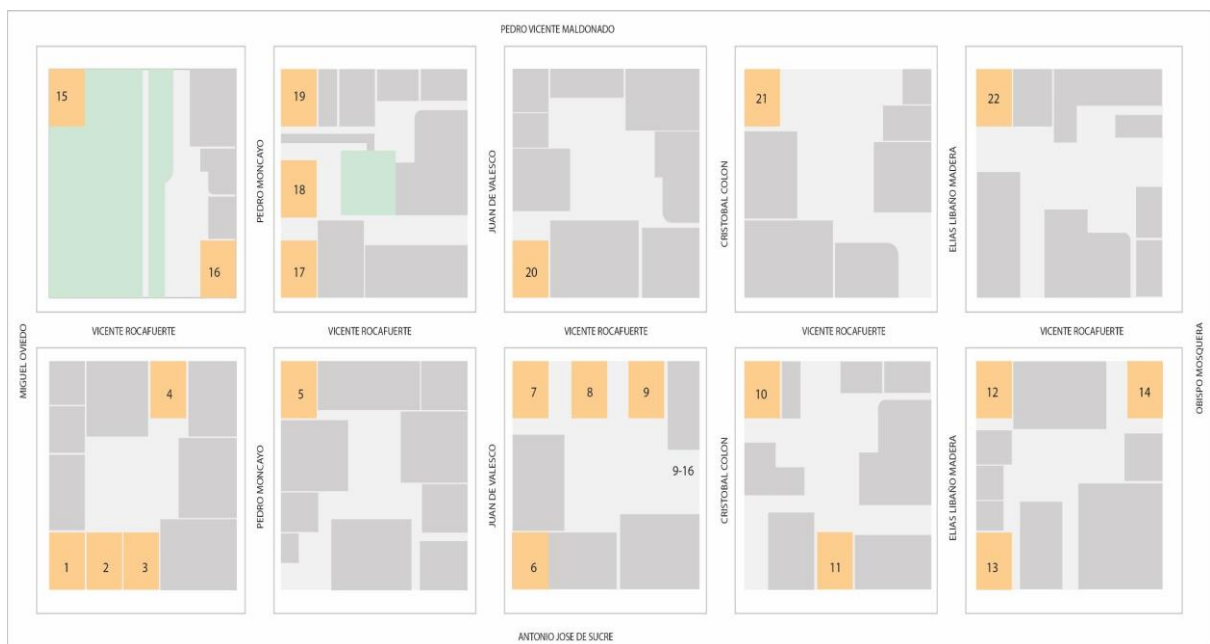 PEDRO VICENTE MALDONADO
15
19
21
22
PEDRO MONCAYO
JUAN DE VALESCO
CRISTOBAL COLON
ELIAS LIBAÑO MADERA
18
16
17
20
MIGUEL OVIEDO
VICENTE ROCAFUERTE
VICENTE ROCAFUERTE
VICENTE ROCAFUERTE
VICENTE ROCAFUERTE
VICENTE ROCAFUERTE
OBISPO MOSQUERA
4
5
7
8
9
10
12
14
PEDRO MONCAYO
JUAN DE VALESCO
9-16
CRISTOBAL COLON
ELIAS LIBAÑO MADERA
1
2
3
6
11
13
ANTONIO JOSE DE SUCRE